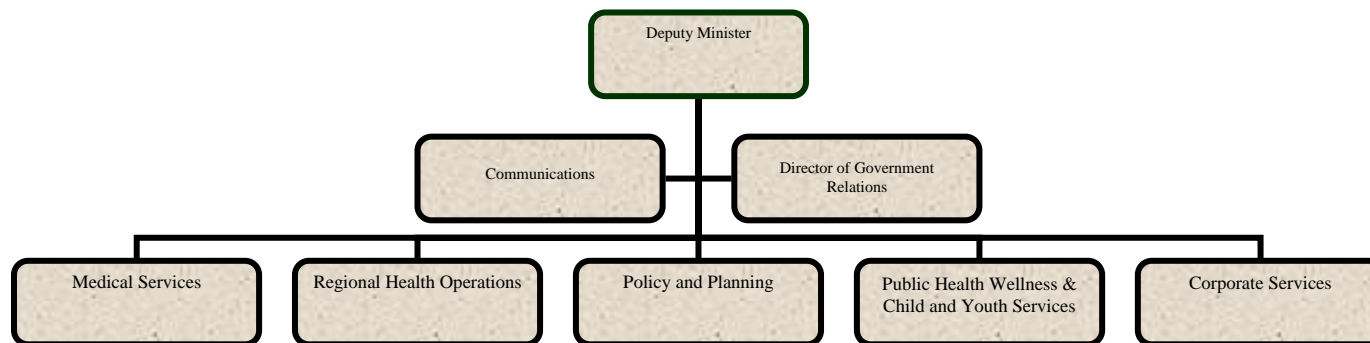 Deputy Minister
Communications
Director of Government
Relations
Medical Services
Regional Health Operations
Policy and Planning
Public Health Wellness &
Child and Youth Services
Corporate Services